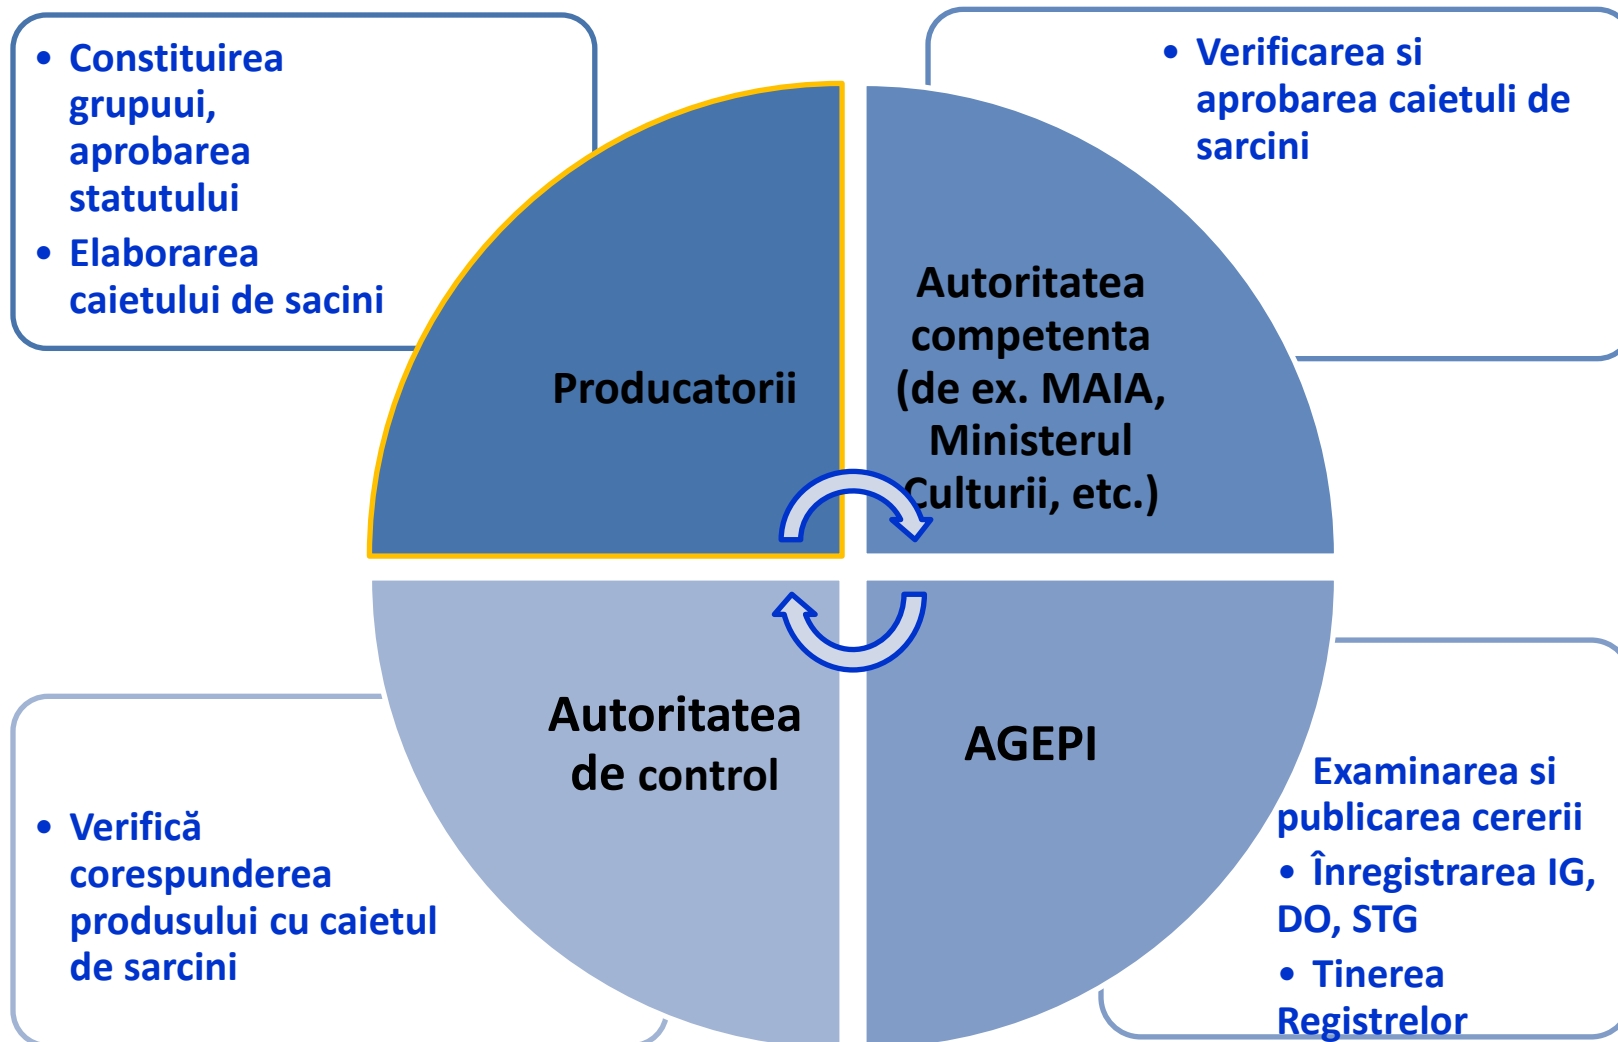 • Constituirea
grupuui,
aprobarea
statutului
• Elaborarea
caietului de sacini
• Verificarea si
aprobarea caietuli de
sarcini
Producatorii
Autoritatea
competenta
(de ex. MAIA,
Ministerul
Culturii, etc.)
Autoritatea
de control
AGEPI
• Verifică
corespunderea
produsului cu caietul
de sarcini
Examinarea si
publicarea cererii
• Înregistrarea IG,
DO, STG
• Tinerea
Registrelor